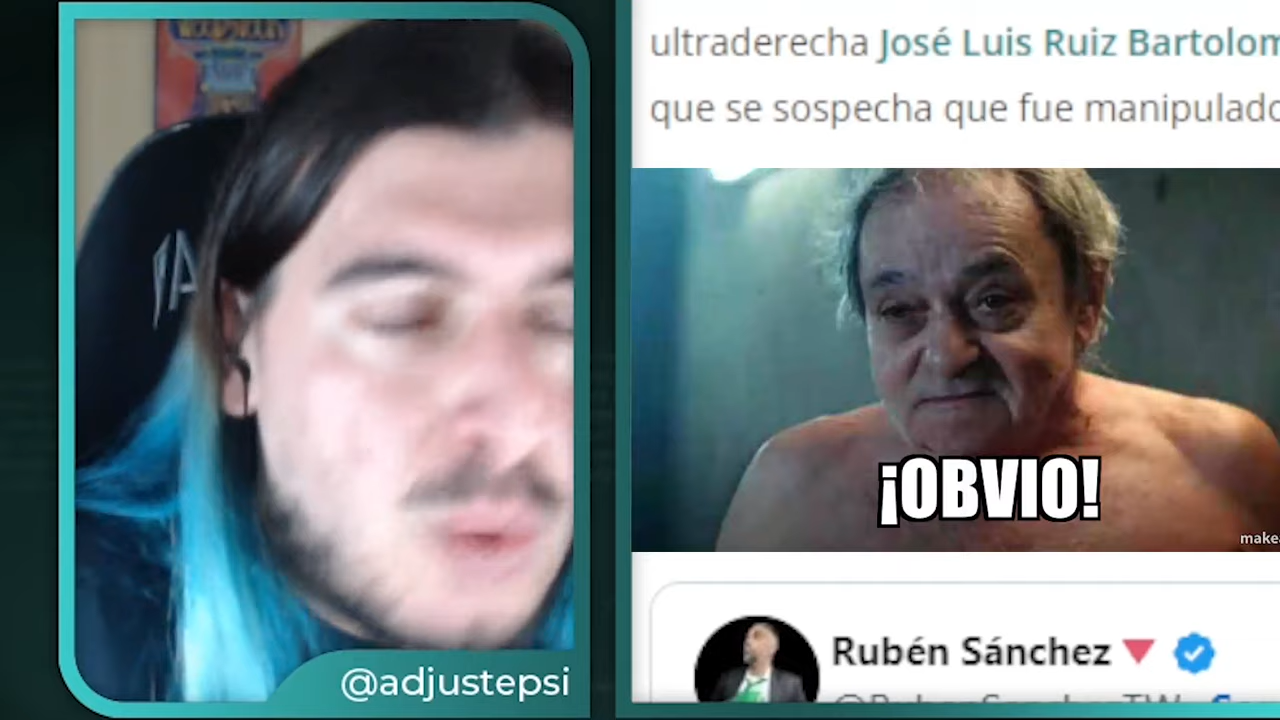 @adjustepsi
ultraderecha José Luis Ruiz Bartolom
que se sospecha que fue manipulado
¡OBVIO!
make
Rubén Sánchez